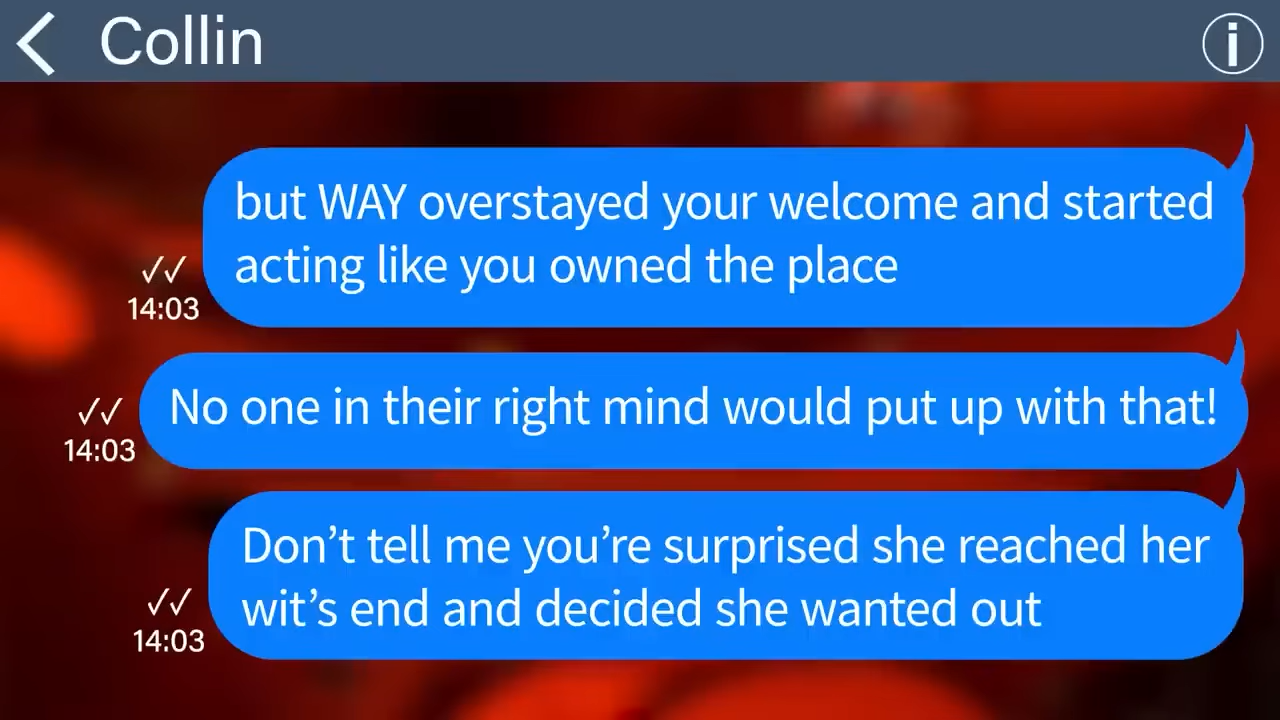 Collin
but WAY overstayed your welcome and started
acting like you owned the place
14:03
No one in their right mind would put up with that!
14:03
Don’t tell me you’re surprised she reached her
wit’s end and decided she wanted out
14:03